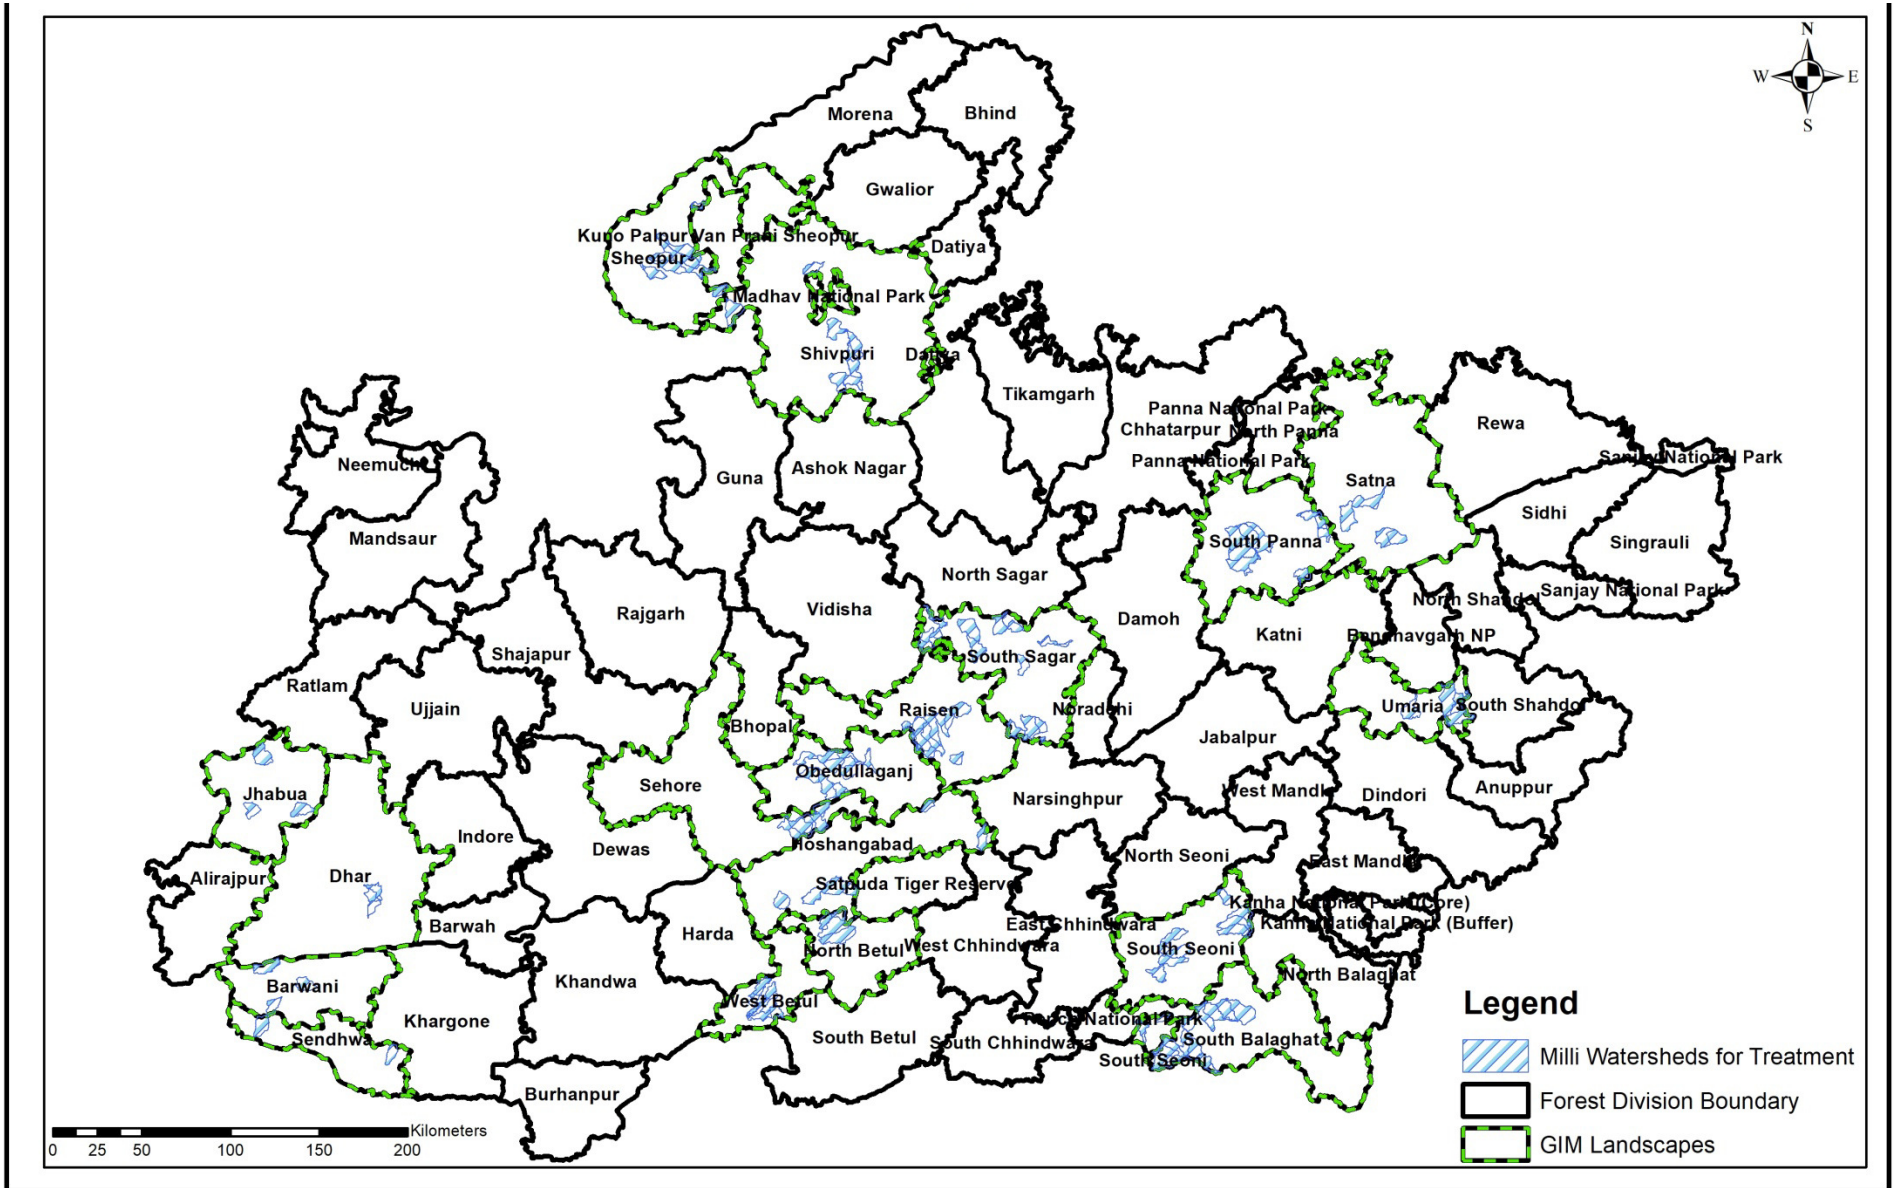 N
W E
S
Morena
Bhind
Gwalior
Kuno Palpur Van Prani Sheopur
Datiya
Sheopur
Madhav National Park
Shivpuri
Datiya
Tikamgarh
Panna National Park
Chhatarpur
North Panna
Rewa
Panna National Park
Sanjay National Park
Neemuch
Guna
Ashok Nagar
Satna
Sidhi
Mandsaur
South Panna
Singrauli
North Sagar
Sanjay National Park
North Shahdol
Rajgarh
Vidisha
Damoh
Katni
Bandhavgarh NP
Shajapur
South Sagar
Ratlam
Ujjain
Bhopal
Raisen
Noradehi
Umaria
South Shahdo
Jabalpur
Jhabua
Sehore
Obedullaganj
Narsinghpur
West Mandla
Dindori
Anuppur
Indore
Dewas
Hoshangabad
North Seoni
East Mandla
Alirajpur
Dhar
Satpuda Tiger Reserve
Kanha National Park (Core)
Kanha National Park (Buffer)
Barwah
Harda
East Chhindwara
North Betul
West Chhindwara
South Seoni
North Balaghat
Barwani
Khandwa
West Betul
Khargone
Pench National Park
Sendhwa
South Betul
South Chhindwara
South Balaghat
South Seoni
Burhanpur
Legend
Milli Watersheds for Treatment
Forest Division Boundary
GIM Landscapes
Kilometers
0 25 50 100 150 200